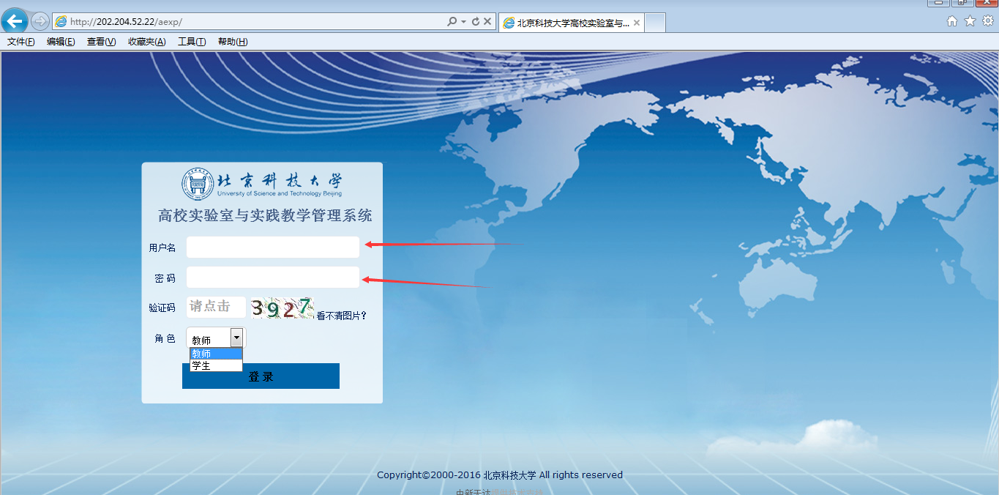 http://202.204.52.22/aexp/
北京科技大学高校实验室与...
文件(F) 编辑(E) 查看(V) 收藏夹(A) 工具(T) 帮助(H)
北京科技大学
University of Science and Technology Beijing
高校实验室与实践教学管理系统
用户名
密 码
验证码 请点击 3927 看不清图片?
角 色 教师
教师
学生
登 录
Copyright©2000-2016 北京科技大学 All rights reserved